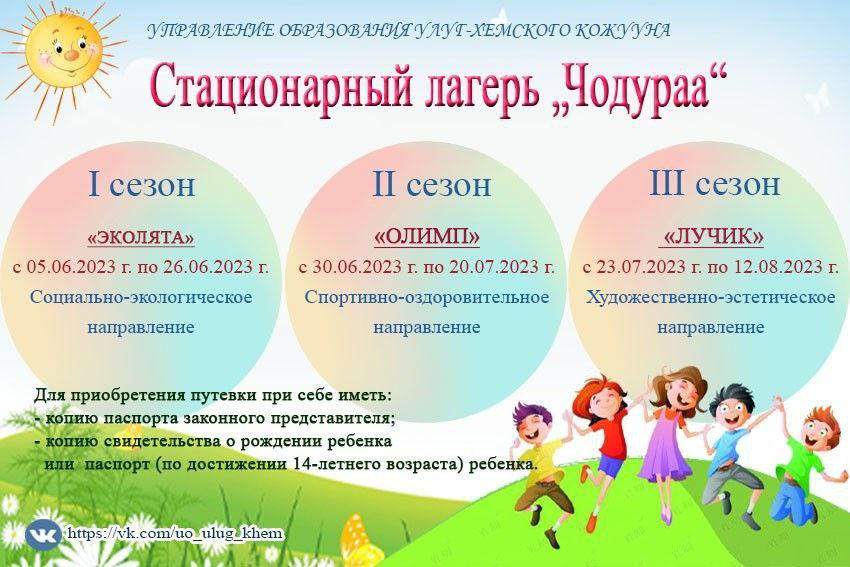 УПРАВЛЕНИЕ ОБРАЗОВАНИЯ УЛУГ-ХЕМСКОГО КОЖУУНА
Стационарный лагерь „Чодураа“
I сезон
«ЭКОЛЯТА»
с 05.06.2023 г. по 26.06.2023 г.
Социально-экологическое
направление
II сезон
«ОЛИМП»
с 30.06.2023 г. по 20.07.2023 г.
Спортивно-оздоровительное
направление
III сезон
«ЛУЧИК»
с 23.07.2023 г. по 12.08.2023 г.
Художественно-эстетическое
направление
Для приобретения путевки при себе иметь:
- копию паспорта законного представителя;
- копию свидетельства о рождении ребенка
или паспорт (по достижении 14-летнего возраста) ребенка.
https://vk.com/uo_ulug_khem